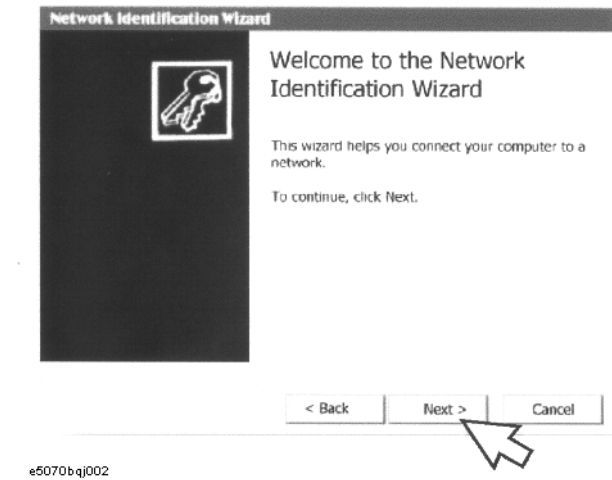 Network Identification Wizard
Welcome to the Network
Identification Wizard
This wizard helps you connect your computer to a
network.
To continue, click Next.
< Back
Next >
Cancel
e5070bqj002